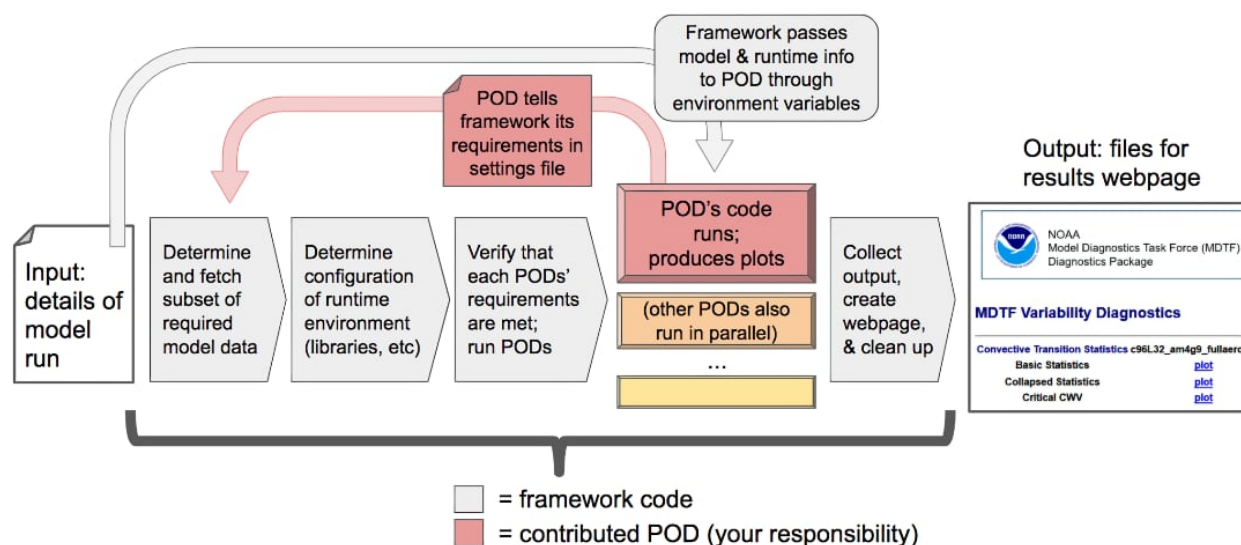 Framework passes
model & runtime info
to POD through
environment variables
POD tells
framework its
requirements in
settings file
Input:
details of
model
run
Determine
and fetch
subset of
required
model data
Determine
configuration
of runtime
environment
(libraries, etc)
Verify that
each PODs'
requirements
are met;
run PODs
POD's code
runs;
produces plots
(other PODs also
run in parallel)
...
Collect
output,
create
webpage,
& clean up
Output: files for
results webpage
NOAA
NOAA
Model Diagnostics Task Force (MDTF)
Diagnostics Package
MDTF Variability Diagnostics
Convective Transition Statistics c96L32_am4g9_fullaero
Basic Statistics plot
Collapsed Statistics plot
Critical CWV plot
= framework code
= contributed POD (your responsibility)